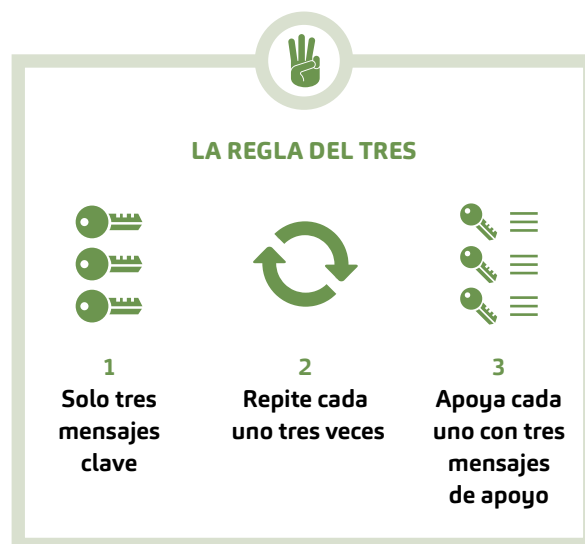 LA REGLA DEL TRES
1
Solo tres
mensajes
clave
2
Repite cada
uno tres veces
3
Apoya cada
uno con tres
mensajes
de apoyo